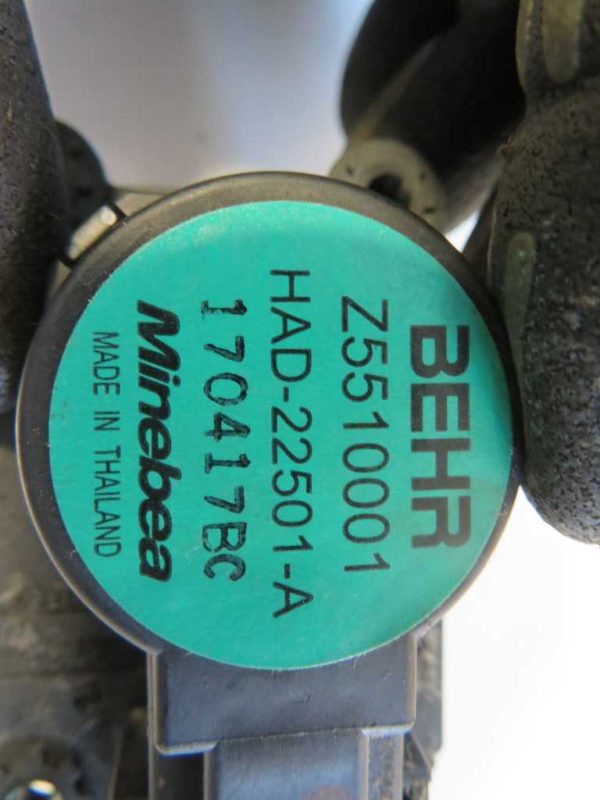 BEHR
Z5510001
HAD-22501-A
170417BC
Minebea
MADE IN THAILAND